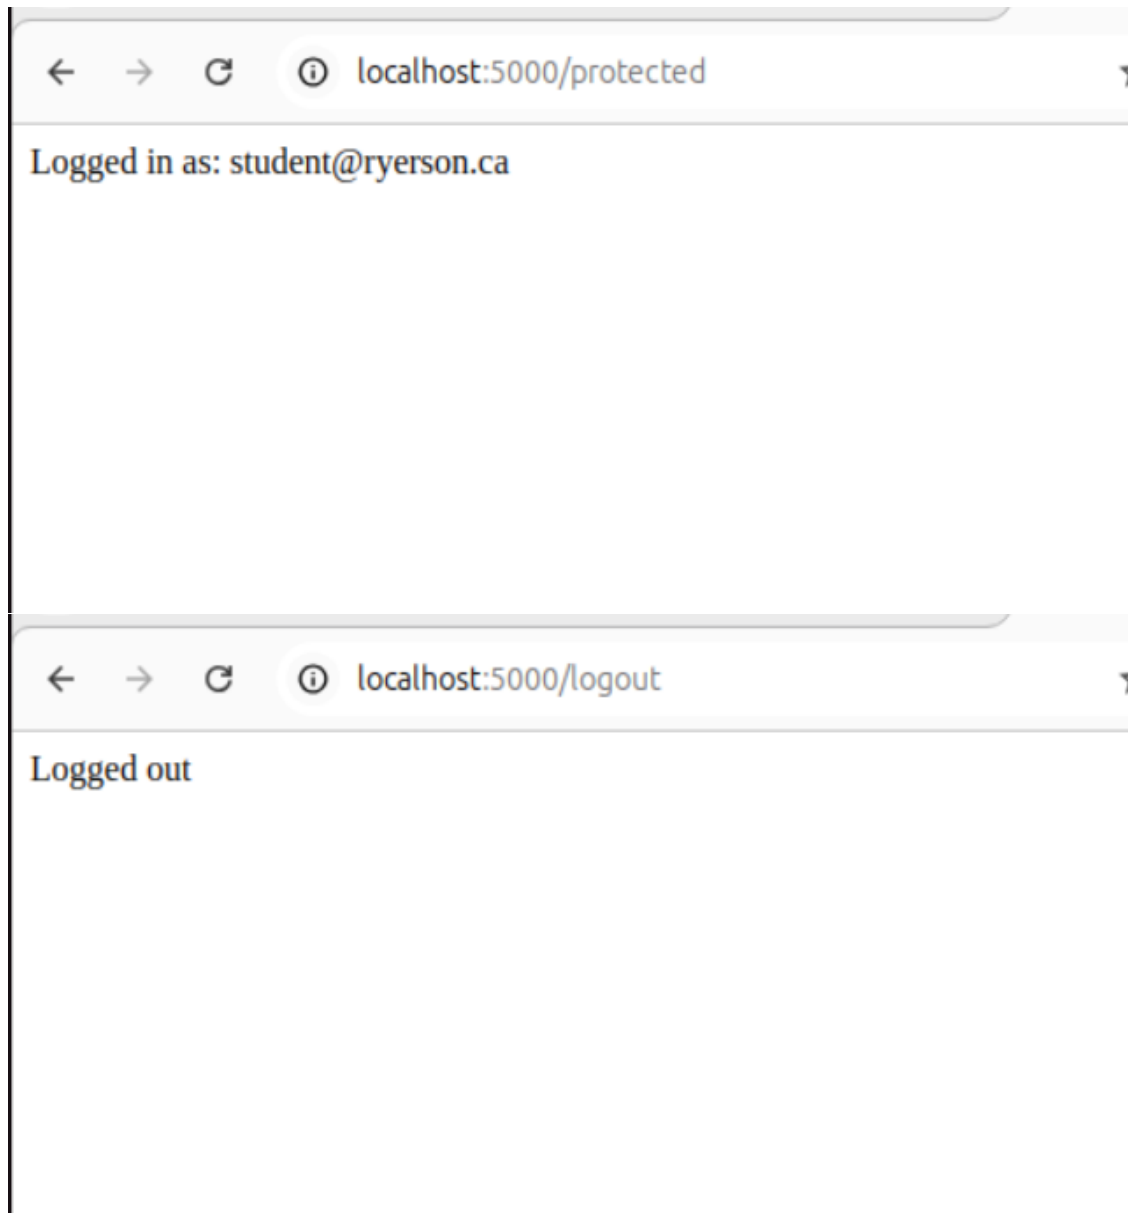 localhost:5000/protected
Logged in as: student@ryerson.ca
localhost:5000/logout
Logged out